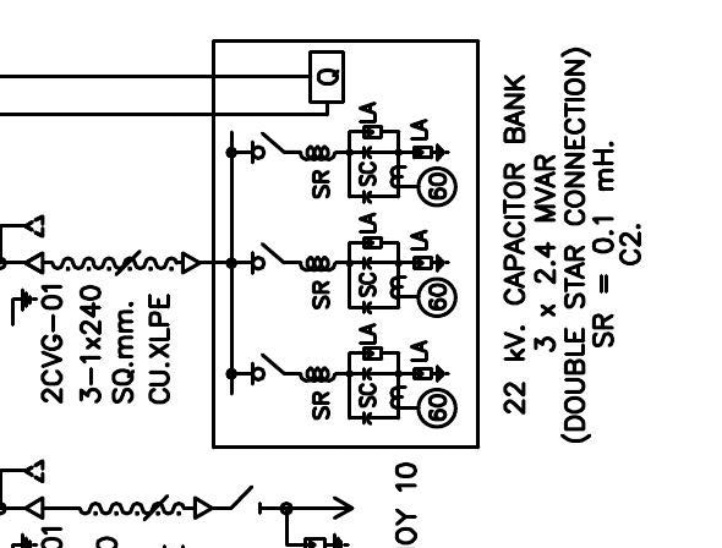 Q
LA
LA
SR
SC
60
LA
LA
SR
SC
60
LA
LA
SR
SC
60
2CVG-01
3-1x240
SQ.mm.
CU.XLPE
22 kV. CAPACITOR BANK
3 x 2.4 MVAR
(DOUBLE STAR CONNECTION)
SR = 0.1 mH.
C2.
01
10